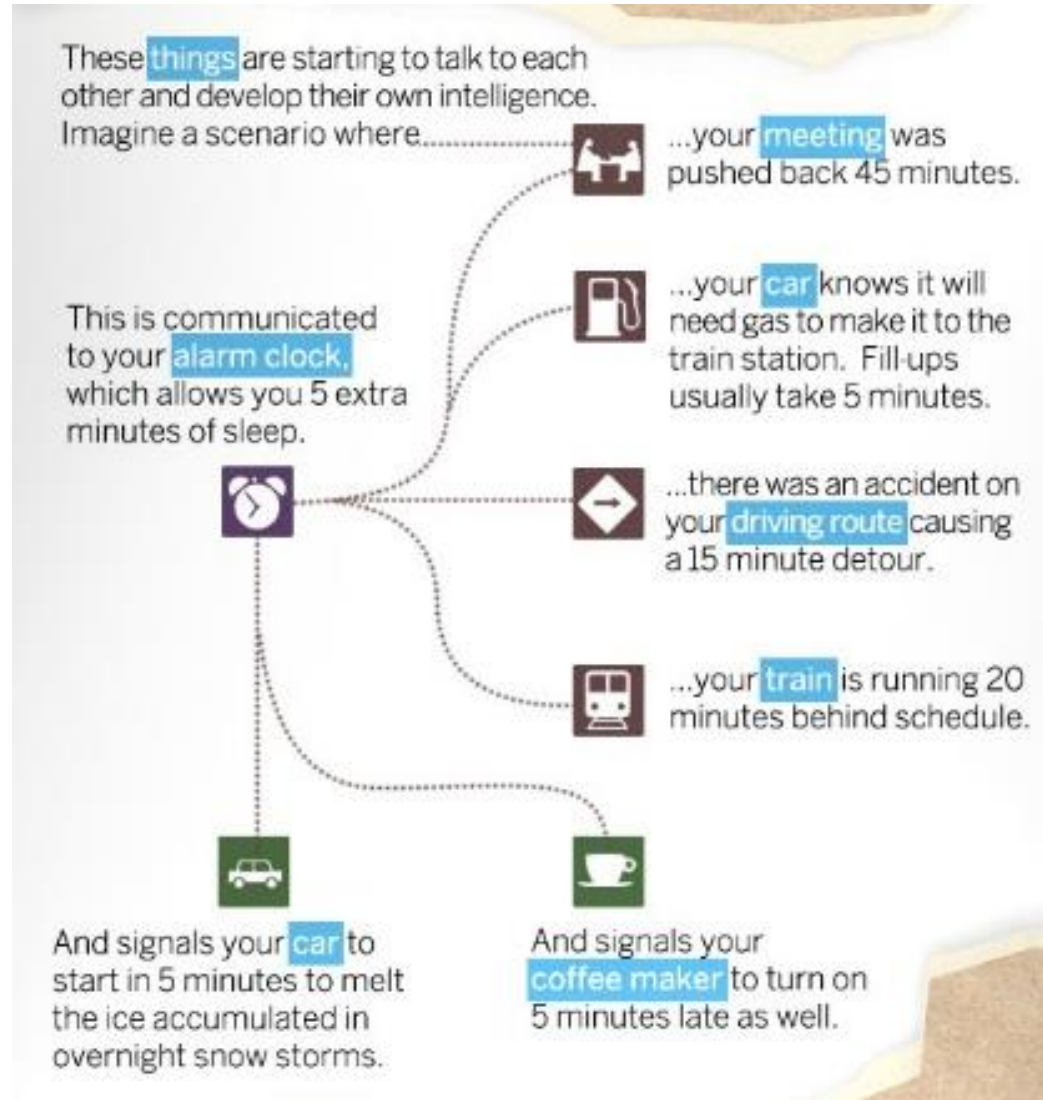 These things are starting to talk to each
other and develop their own intelligence.
Imagine a scenario where......
...your meeting was
pushed back 45 minutes.
...your car knows it will
need gas to make it to the
train station. Fill-ups
usually take 5 minutes.
...there was an accident on
your driving route causing
a 15 minute detour.
...your train is running 20
minutes behind schedule.
This is communicated
to your alarm clock,
which allows you 5 extra
minutes of sleep.
And signals your car to
start in 5 minutes to melt
the ice accumulated in
overnight snow storms.
And signals your
coffee maker to turn on
5 minutes late as well.